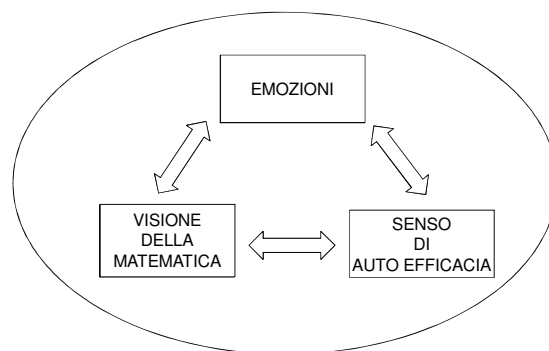 EMOZIONI
VISIONE
DELLA
MATEMATICA
SENSO
DI
AUTO EFFICACIA